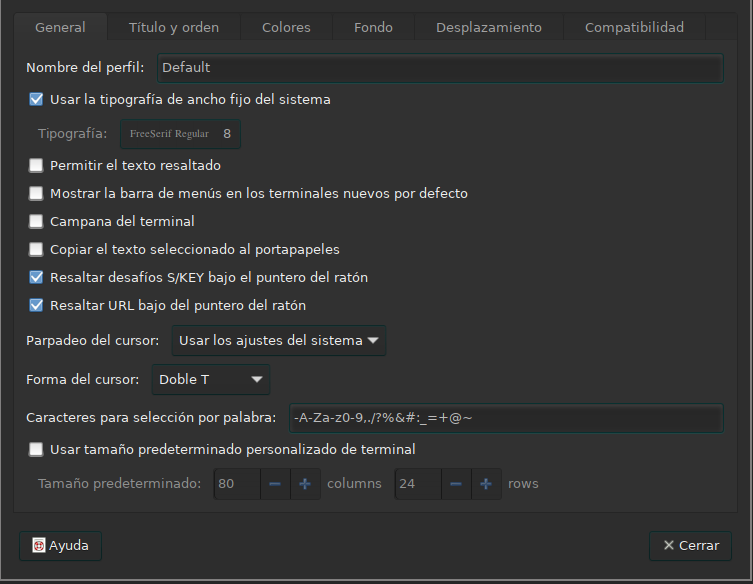 General Título y orden Colores Fondo Desplazamiento Compatibilidad
Nombre del perfil: Default
Usar la tipografía de ancho fijo del sistema
Tipografía: FreeSerif Regular 8
Permitir el texto resaltado
Mostrar la barra de menús en los terminales nuevos por defecto
Campana del terminal
Copiar el texto seleccionado al portapapeles
Resaltar desafíos S/KEY bajo el puntero del ratón
Resaltar URL bajo del puntero del ratón
Parpadeo del cursor: Usar los ajustes del sistema
Forma del cursor: Doble T
Caracteres para selección por palabra: -A-Za-z0-9,./?%&#:_=+@~
Usar tamaño predeterminado personalizado de terminal
Tamaño predeterminado: 80 columns 24 rows
Ayuda Cerrar